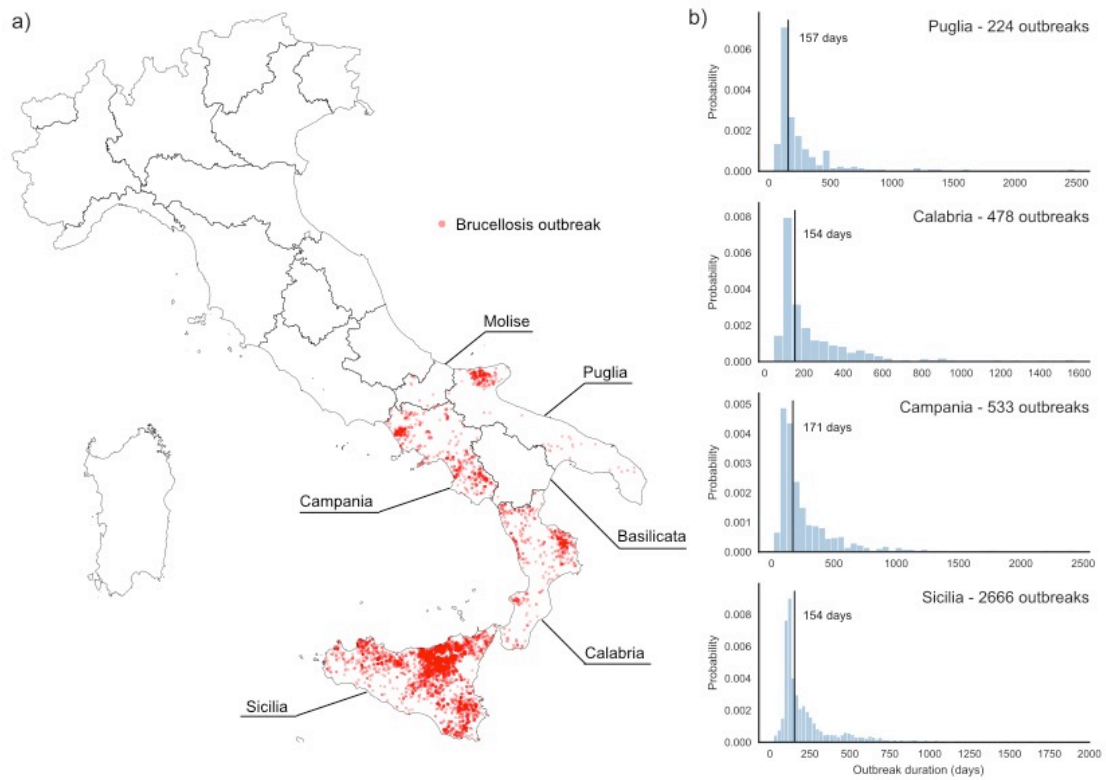 a)
Brucellosis outbreak
Molise
Puglia
Campania
Basilicata
Calabria
Sicilia
b)
Puglia - 224 outbreaks
157 days
Probability
0.006
0.004
0.002
0.000
0 500 1000 1500 2000 2500
Calabria - 478 outbreaks
154 days
Probability
0.008
0.006
0.004
0.002
0.000
0 200 400 600 800 1000 1200 1400 1600
Campania - 533 outbreaks
171 days
Probability
0.005
0.004
0.003
0.002
0.001
0.000
0 500 1000 1500 2000 2500
Sicilia - 2666 outbreaks
154 days
Probability
0.008
0.006
0.004
0.002
0.000
0 250 500 750 1000 1250 1500 1750 2000
Outbreak duration (days)